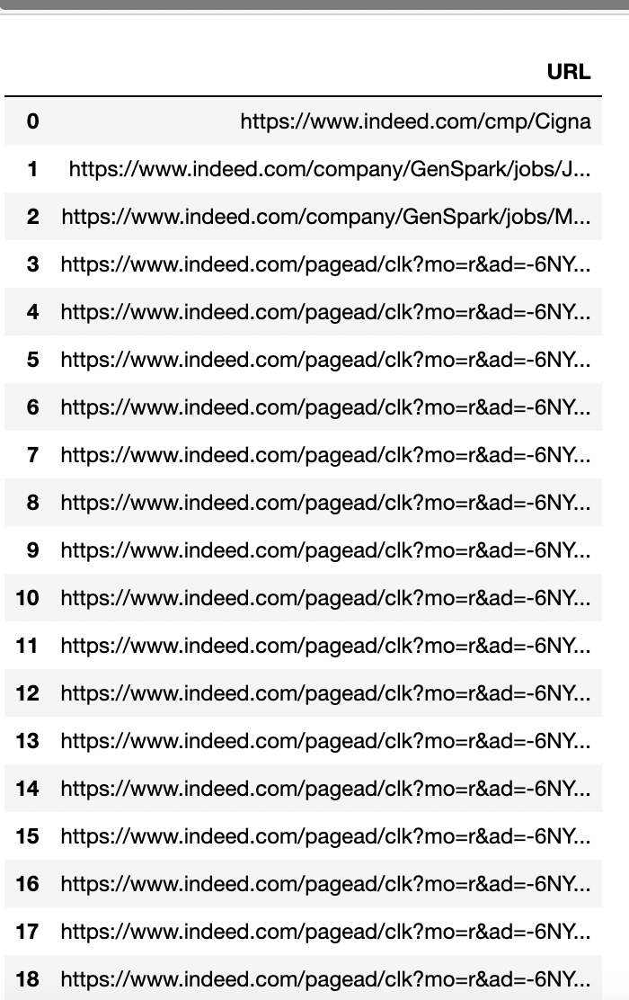 URL
0 https://www.indeed.com/cmp/Cigna
1 https://www.indeed.com/company/GenSpark/jobs/J...
2 https://www.indeed.com/company/GenSpark/jobs/M...
3 https://www.indeed.com/pagead/clk?mo=r&ad=-6NY...
4 https://www.indeed.com/pagead/clk?mo=r&ad=-6NY...
5 https://www.indeed.com/pagead/clk?mo=r&ad=-6NY...
6 https://www.indeed.com/pagead/clk?mo=r&ad=-6NY...
7 https://www.indeed.com/pagead/clk?mo=r&ad=-6NY...
8 https://www.indeed.com/pagead/clk?mo=r&ad=-6NY...
9 https://www.indeed.com/pagead/clk?mo=r&ad=-6NY...
10 https://www.indeed.com/pagead/clk?mo=r&ad=-6NY...
11 https://www.indeed.com/pagead/clk?mo=r&ad=-6NY...
12 https://www.indeed.com/pagead/clk?mo=r&ad=-6NY...
13 https://www.indeed.com/pagead/clk?mo=r&ad=-6NY...
14 https://www.indeed.com/pagead/clk?mo=r&ad=-6NY...
15 https://www.indeed.com/pagead/clk?mo=r&ad=-6NY...
16 https://www.indeed.com/pagead/clk?mo=r&ad=-6NY...
17 https://www.indeed.com/pagead/clk?mo=r&ad=-6NY...
18 https://www.indeed.com/pagead/clk?mo=r&ad=-6NY...